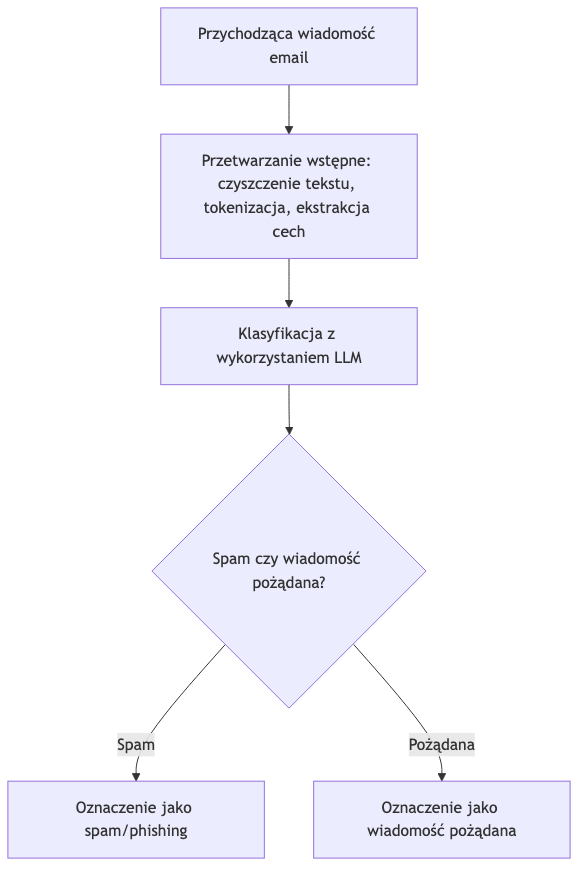 Przychodząca wiadomość
email
Przetwarzanie wstępne:
czyszczenie tekstu,
tokenizacja, ekstrakcja
cech
Klasyfikacja z
wykorzystaniem LLM
Spam czy wiadomość
pożądana?
Spam
Pożądana
Oznaczenie jako
spam/phishing
Oznaczenie jako
wiadomość pożądana